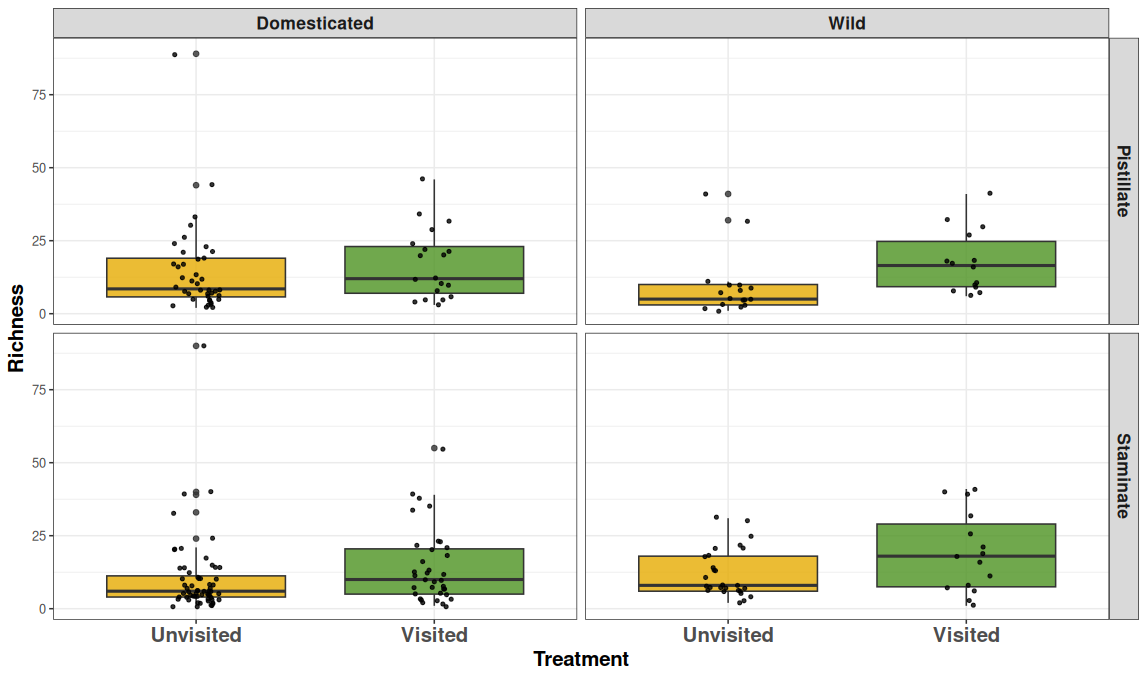 Domesticated
Wild
Richness
75
50
25
0
Pistillate
75
50
25
0
Staminate
Unvisited
Visited
Unvisited
Visited
Treatment